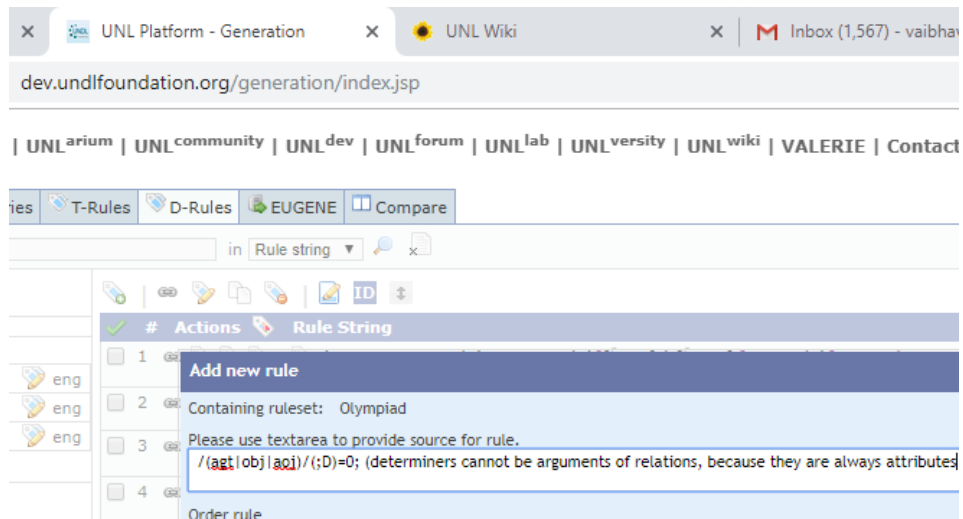 UNL Platform - Generation
UNL Wiki
Inbox (1,567) - vaibhav
dev.undlfoundation.org/generation/index.jsp
| UNLarium | UNLcommunity | UNLdev | UNLforum | UNLlab | UNLversity | UNLwiki | VALERIE | Contact
ies T-Rules D-Rules EUGENE Compare
in Rule string
ID
# Actions Rule String
1
Add new rule
eng
2 Containing ruleset: Olympiad
eng
eng
3 Please use textarea to provide source for rule.
/(agt|obj|aoj)/(;D)=0; (determiners cannot be arguments of relations, because they are always attributes
4
Order rule